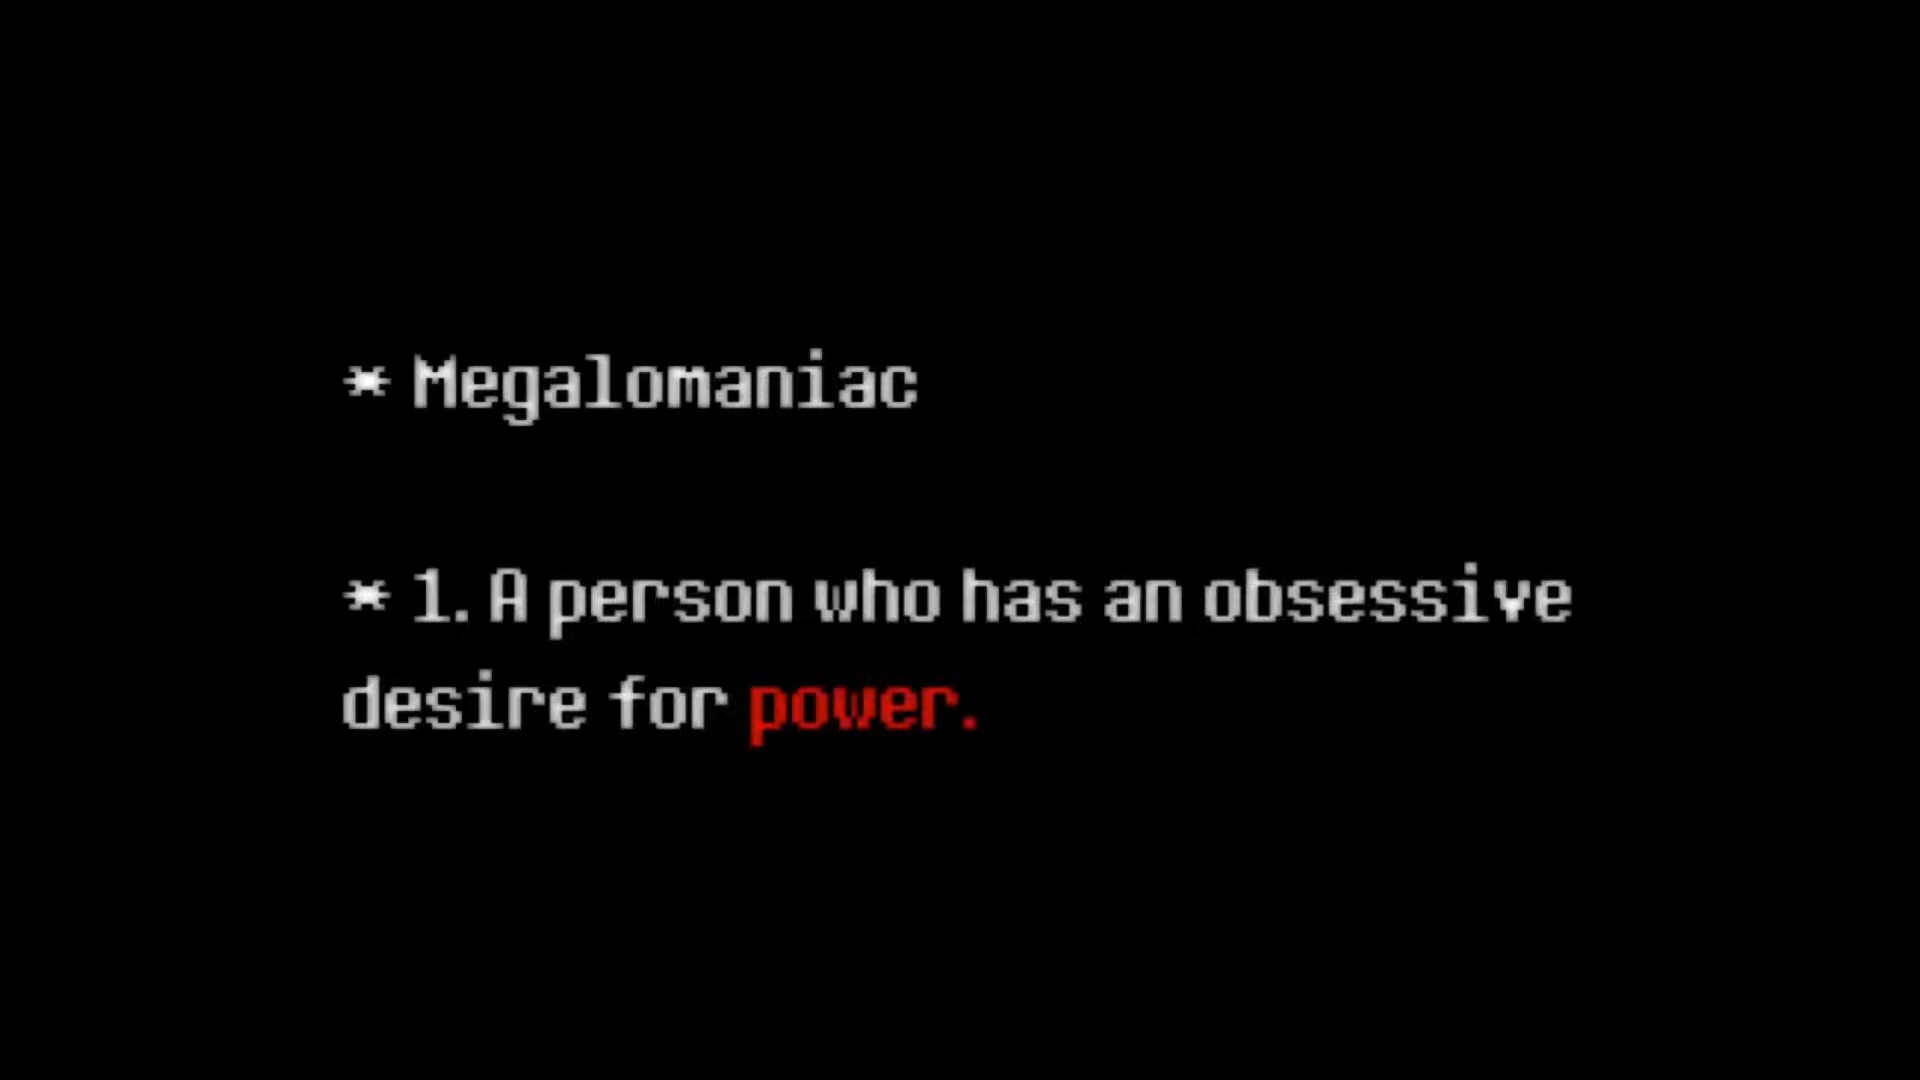 * Megalomaniac
* 1. A person who has an obsessive
desire for power.